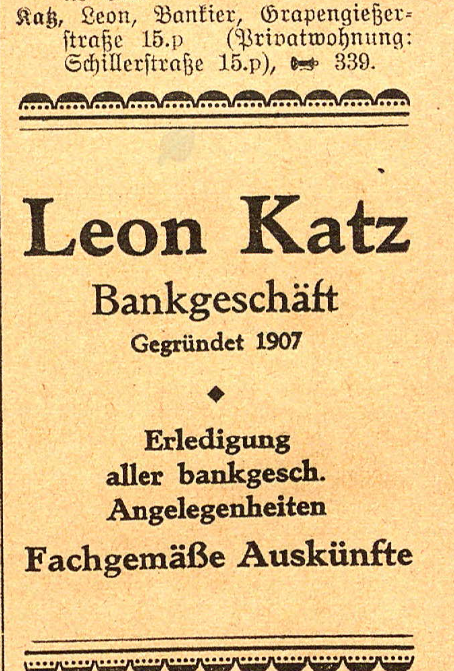 Katz, Leon, Bankier, Grapengießer-
straße 15.p (Privatwohnung:
Schillerstraße 15.p), 339.
Leon Katz
Bankgeschäft
Gegründet 1907
Erledigung
aller bankgesch.
Angelegenheiten
Fachgemäße Auskünfte